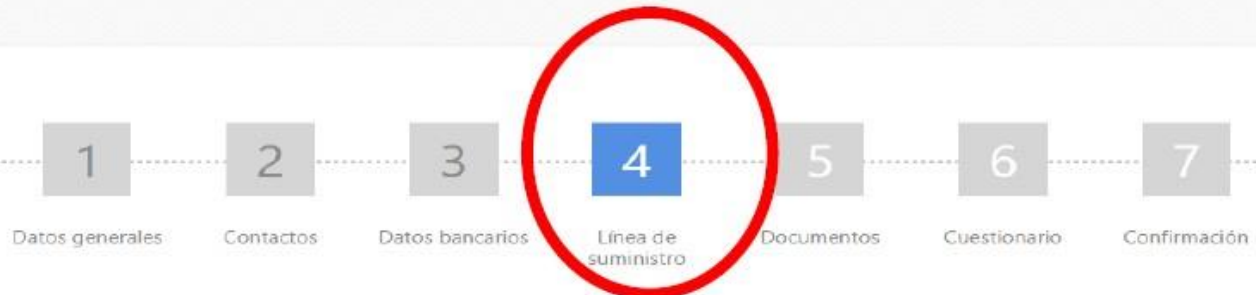 1 2 3 4 5 6 7
Datos generales Contactos Datos bancarios Línea de suministro Documentos Cuestionario Confirmación